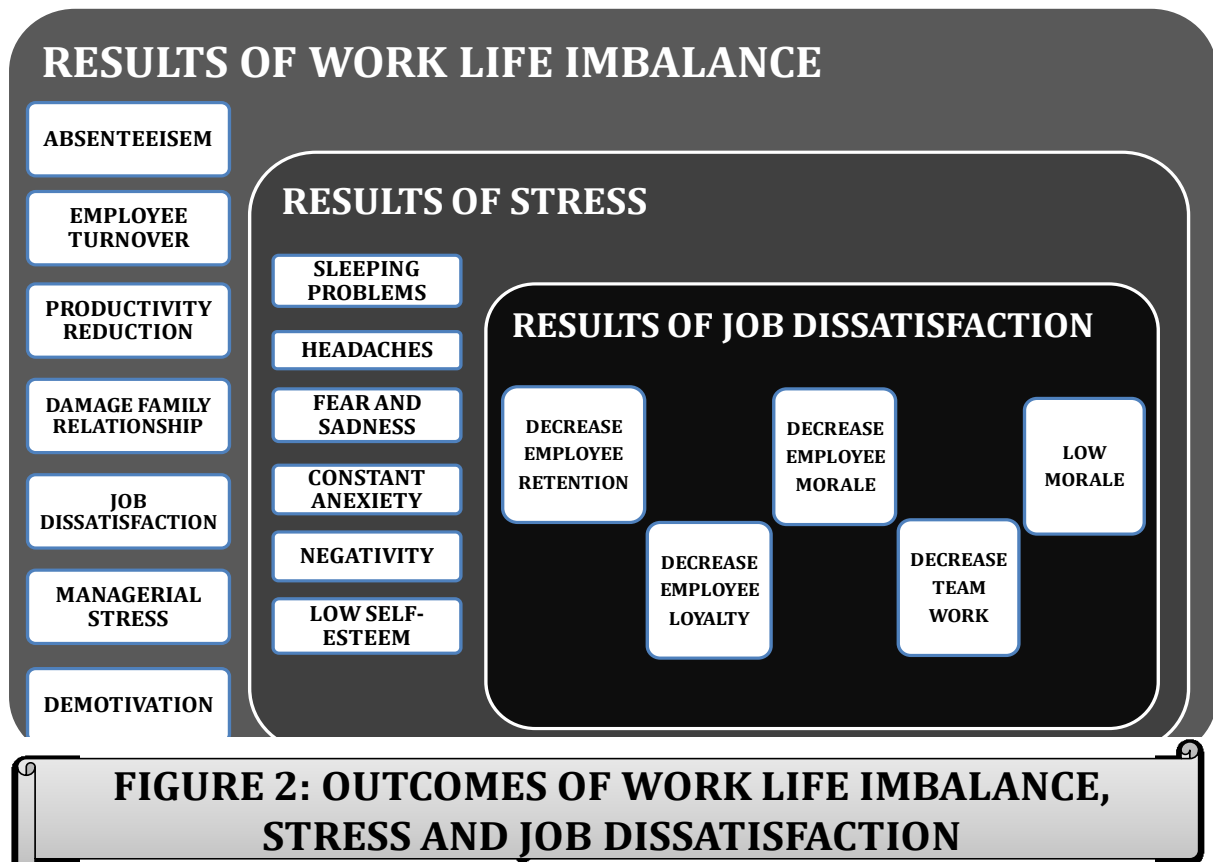 RESULTS OF WORK LIFE IMBALANCE
ABSENTEEISEM
EMPLOYEE
TURNOVER
PRODUCTIVITY
REDUCTION
DAMAGE FAMILY
RELATIONSHIP
JOB
DISSATISFACTION
MANAGERIAL
STRESS
DEMOTIVATION
RESULTS OF STRESS
SLEEPING
PROBLEMS
HEADACHES
FEAR AND
SADNESS
CONSTANT
ANEXIETY
NEGATIVITY
LOW SELF-
ESTEEM
RESULTS OF JOB DISSATISFACTION
DECREASE
EMPLOYEE
RETENTION
DECREASE
EMPLOYEE
LOYALTY
DECREASE
EMPLOYEE
MORALE
DECREASE
TEAM
WORK
LOW
MORALE
FIGURE 2: OUTCOMES OF WORK LIFE IMBALANCE,
STRESS AND JOB DISSATISFACTION